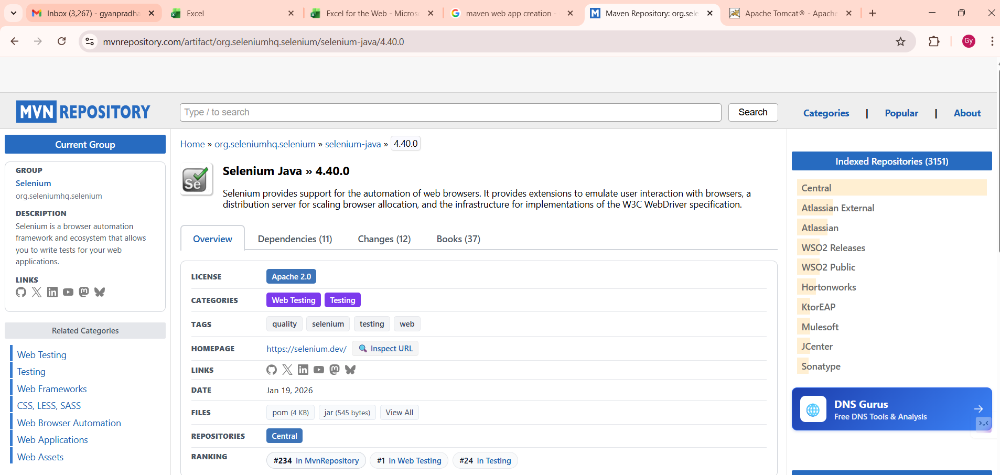 Inbox (3,267) - gyanpradha
Excel
Excel for the Web - Micros
maven web app creation -
Maven Repository: org.sele
Apache Tomcat® - Apache
mvnrepository.com/artifact/org.seleniumhq.selenium/selenium-java/4.40.0
Gy
MVN REPOSITORY
Type / to search
Search
Categories | Popular | About
Current Group
GROUP
Selenium
org.seleniumhq.selenium
DESCRIPTION
Selenium is a browser automation
framework and ecosystem that allows
you to write tests for your web
applications.
LINKS
Related Categories
Web Testing
Testing
Web Frameworks
CSS, LESS, SASS
Web Browser Automation
Web Applications
Web Assets
Home » org.seleniumhq.selenium » selenium-java » 4.40.0
Se
Selenium Java » 4.40.0
Selenium provides support for the automation of web browsers. It provides extensions to emulate user interaction with browsers, a
distribution server for scaling browser allocation, and the infrastructure for implementations of the W3C WebDriver specification.
Overview
Dependencies (11)
Changes (12)
Books (37)
LICENSE Apache 2.0
CATEGORIES Web Testing Testing
TAGS quality selenium testing web
HOMEPAGE https://selenium.dev/ Inspect URL
LINKS
DATE Jan 19, 2026
FILES pom (4 KB) jar (545 bytes) View All
REPOSITORIES Central
RANKING #234 in MvnRepository #1 in Web Testing #24 in Testing
Indexed Repositories (3151)
Central
Atlassian External
Atlassian
WSO2 Releases
WSO2 Public
Hortonworks
KtorEAP
Mulesoft
JCenter
Sonatype
DNS Gurus
Free DNS Tools & Analysis